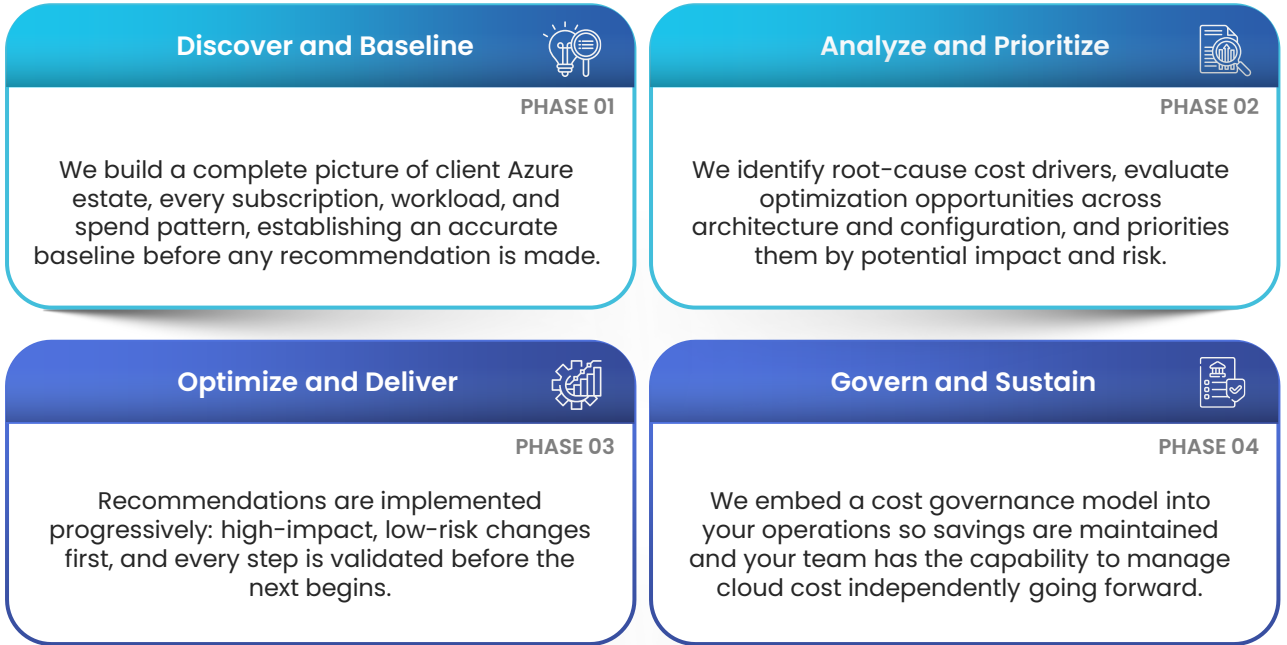 Discover and Baseline
PHASE 01
We build a complete picture of client Azure
estate, every subscription, workload, and
spend pattern, establishing an accurate
baseline before any recommendation is made.
Analyze and Prioritize
PHASE 02
We identify root-cause cost drivers, evaluate
optimization opportunities across
architecture and configuration, and priorities
them by potential impact and risk.
Optimize and Deliver
PHASE 03
Recommendations are implemented
progressively: high-impact, low-risk changes
first, and every step is validated before the
next begins.
Govern and Sustain
PHASE 04
We embed a cost governance model into
your operations so savings are maintained
and your team has the capability to manage
cloud cost independently going forward.